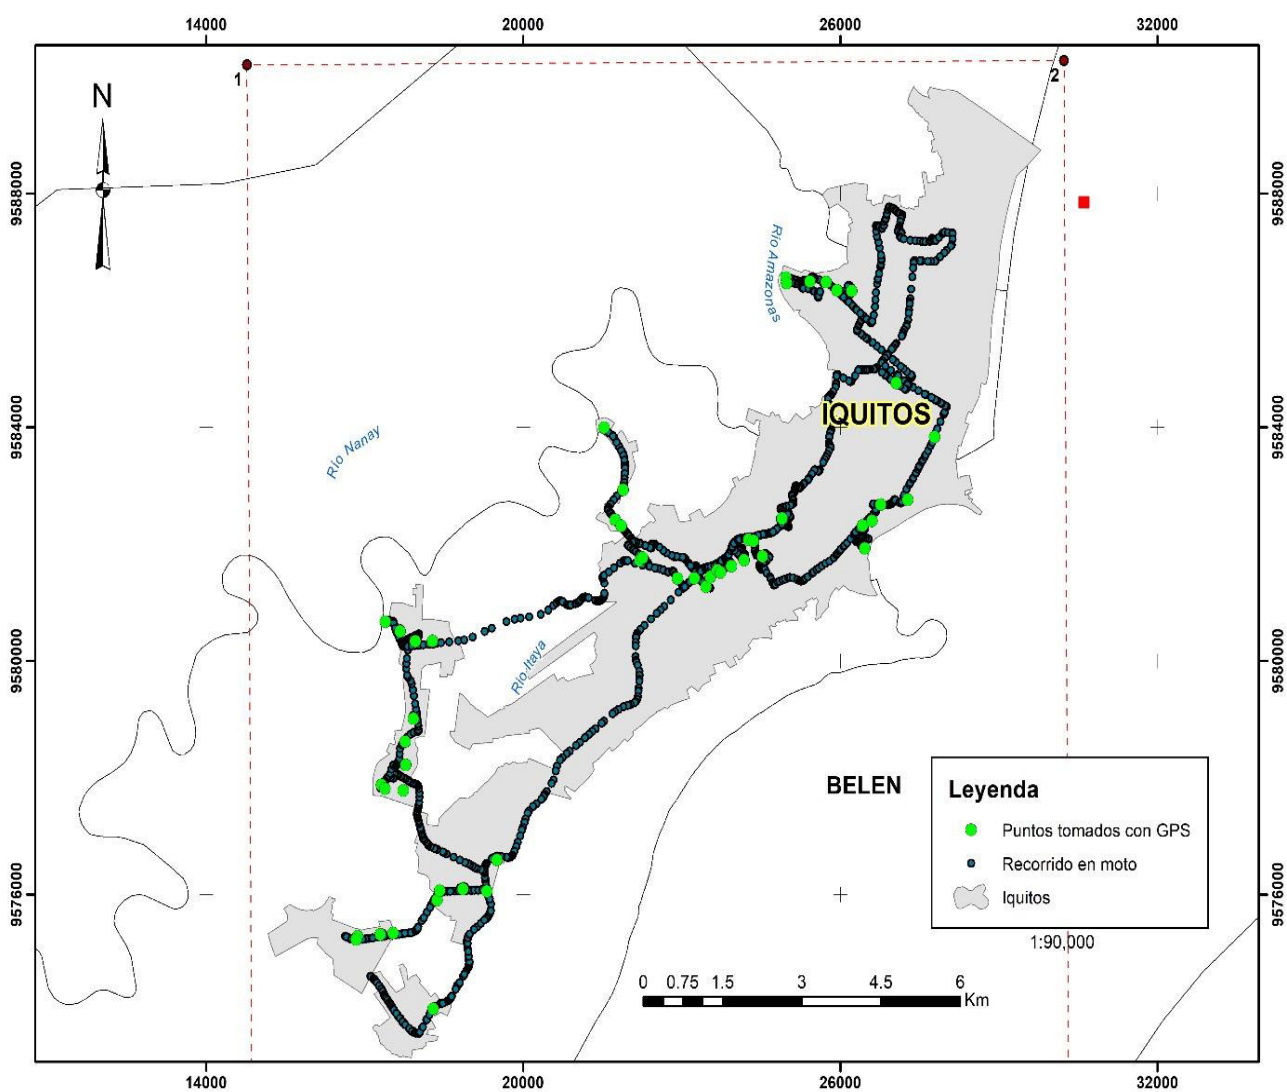 14000
20000
26000
32000
1
2
N
9588000
9588000
Rio Amazonas
IQUITOS
9584000
9584000
Rio Nanay
9580000
9580000
Rio Itaya
BELEN
Leyenda
Puntos tomados con GPS
Recorrido en moto
Iquitos
9576000
9576000
1:90,000
0 0.75 1.5 3 4.5 6
Km
14000
20000
26000
32000